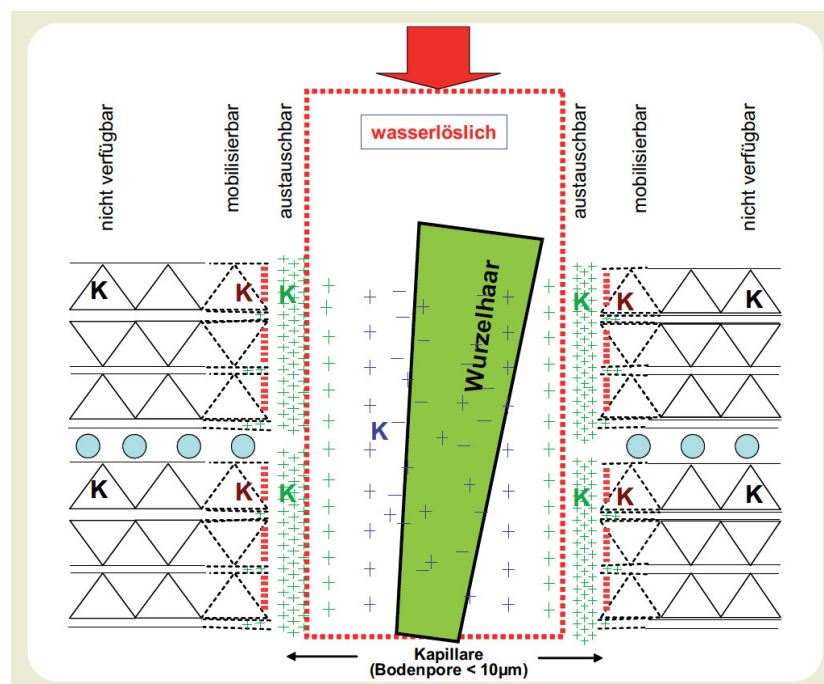 nicht verfügbar
mobilisierbar
austauschbar
wasserlöslich
austauschbar
mobilisierbar
nicht verfügbar
Wurzelhaar
K K K K K K
K
K K K K K K
Kapillare
(Bodenpore < 10µm)